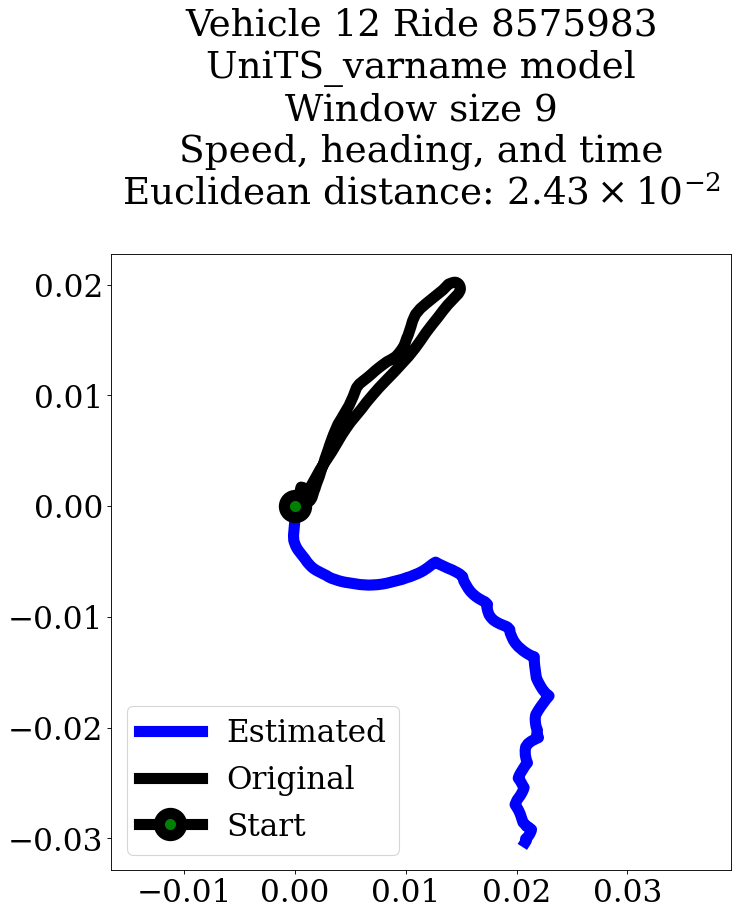 Vehicle 12 Ride 8575983
UniTS_varname model
Window size 9
Speed, heading, and time
Euclidean distance: 2.43 × 10⁻²
0.02
0.01
0.00
−0.01
−0.02
−0.03
Estimated
Original
Start
−0.01 0.00 0.01 0.02 0.03